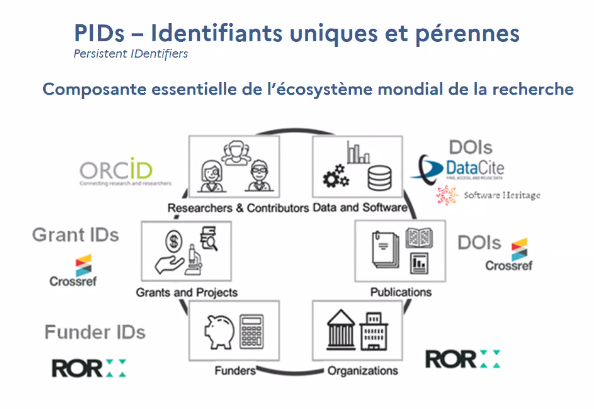 PIDs – Identifiants uniques et pérennes
Persistent IDentifiers
Composante essentielle de l'écosystème mondial de la recherche
ORCID
Connecting research and researchers
Researchers & Contributors
Data and Software
DOIs
DataCite
FIND, ACCESS, AND REUSE DATA
Software Heritage
Grant IDs
Crossref
Grants and Projects
Publications
DOIs
Crossref
Funder IDs
ROR
Funders
Organizations
ROR